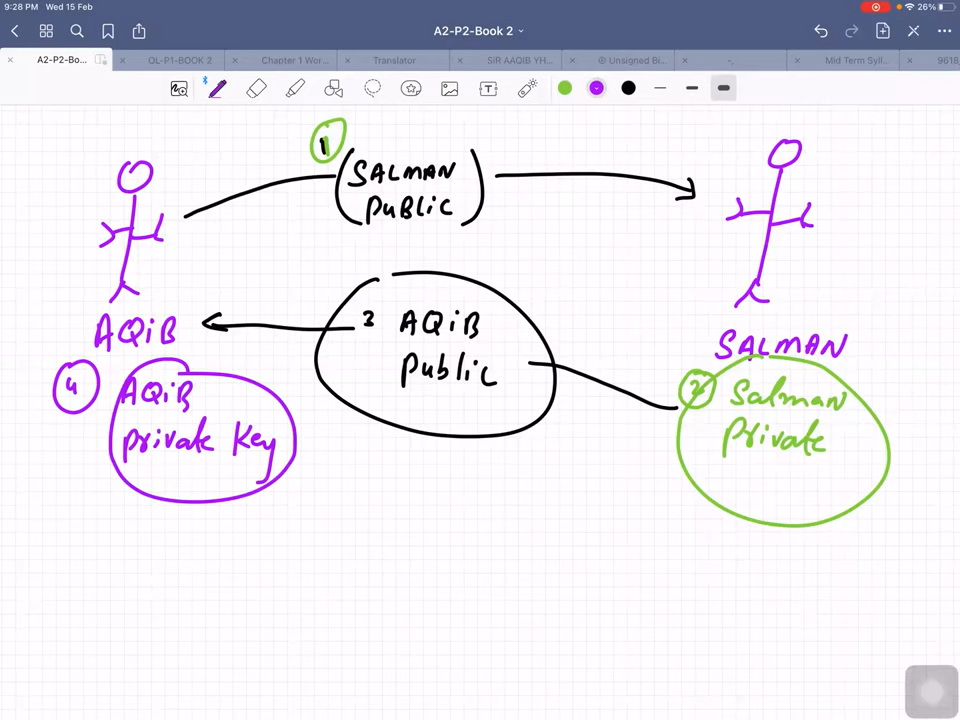 9:28 PM Wed 15 Feb
26%
A2-P2-Book 2
A2-P2-Bo...
OL-P1-BOOK 2
Chapter 1 Wor...
Translator
SiR AAQIB YH...
Unsigned Bi...
Mid Term Syll...
9618
1
SALMAN
PUBLIC
AQiB
SALMAN
3 AQiB
Public
4
AQiB
private Key
2
Salman
Private